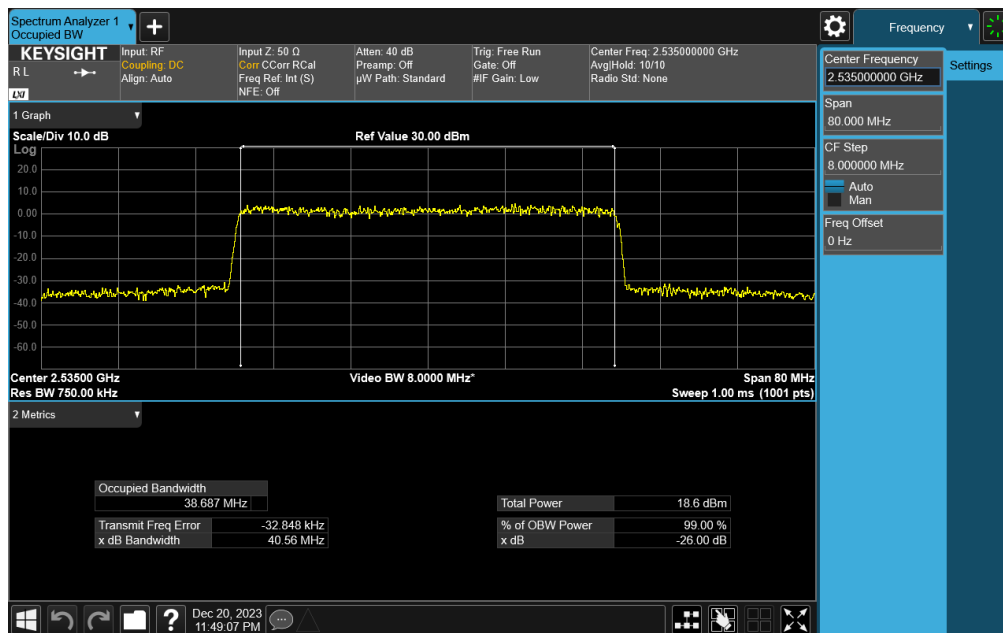 Spectrum Analyzer 1
Occupied BW
Frequency
KEYSIGHT
R L
LXI
Input: RF
Coupling: DC
Align: Auto
Input Z: 50 Ω
Corr CCorr RCal
Freq Ref: Int (S)
NFE: Off
Atten: 40 dB
Preamp: Off
µW Path: Standard
Trig: Free Run
Gate: Off
#IF Gain: Low
Center Freq: 2.535000000 GHz
Avg|Hold: 10/10
Radio Std: None
Center Frequency
2.535000000 GHz
Settings
Span
80.000 MHz
CF Step
8.000000 MHz
Auto
Man
Freq Offset
0 Hz
1 Graph
Scale/Div 10.0 dB
Ref Value 30.00 dBm
Log
20.0
10.0
0.00
-10.0
-20.0
-30.0
-40.0
-50.0
-60.0
Center 2.53500 GHz
Video BW 8.0000 MHz*
Span 80 MHz
Res BW 750.00 kHz
Sweep 1.00 ms (1001 pts)
2 Metrics
Occupied Bandwidth
38.687 MHz
Total Power 18.6 dBm
Transmit Freq Error -32.848 kHz
% of OBW Power 99.00 %
x dB Bandwidth 40.56 MHz
x dB -26.00 dB
Dec 20, 2023
11:49:07 PM